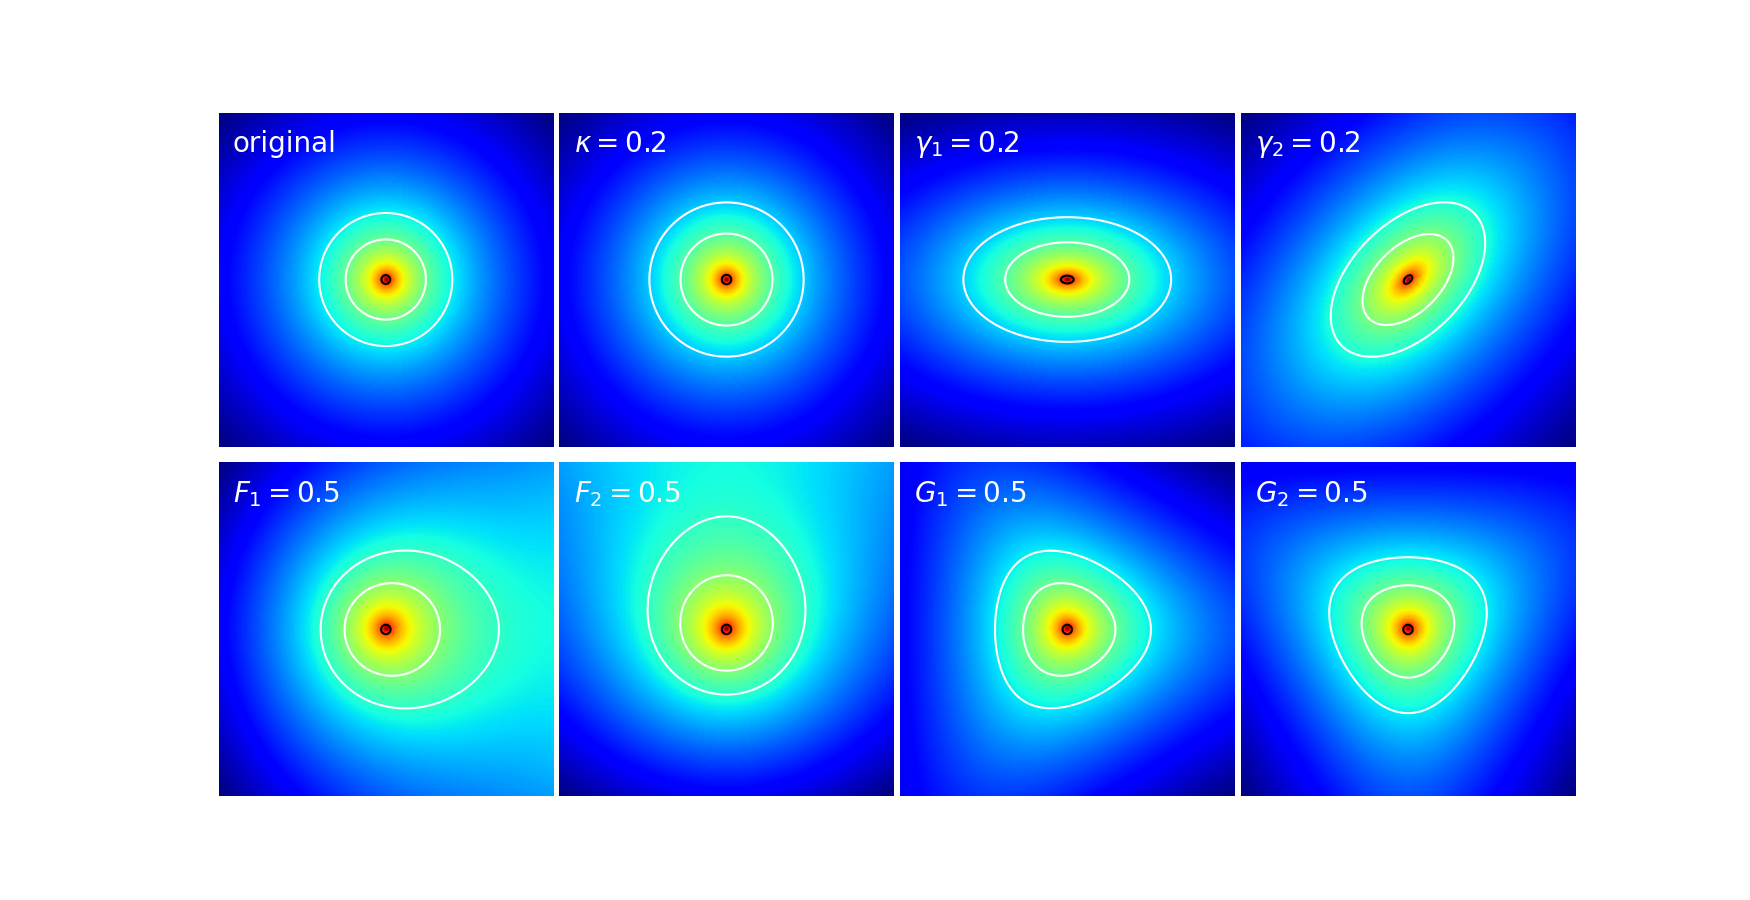 original
κ = 0.2
γ₁ = 0.2
γ₂ = 0.2
F₁ = 0.5
F₂ = 0.5
G₁ = 0.5
G₂ = 0.5